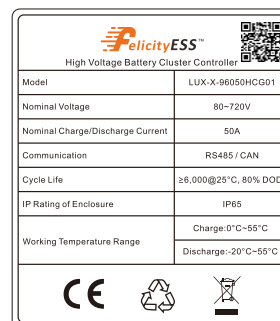 FelicityESS™
High Voltage Battery Cluster Controller
Model LUX-X-96050HCG01
Nominal Voltage 80~720V
Nominal Charge/Discharge Current 50A
Communication RS485 / CAN
Cycle Life ≥6,000@25°C, 80% DOD
IP Rating of Enclosure IP65
Working Temperature Range Charge:0°C~55°C
Discharge:-20°C~55°C
CE